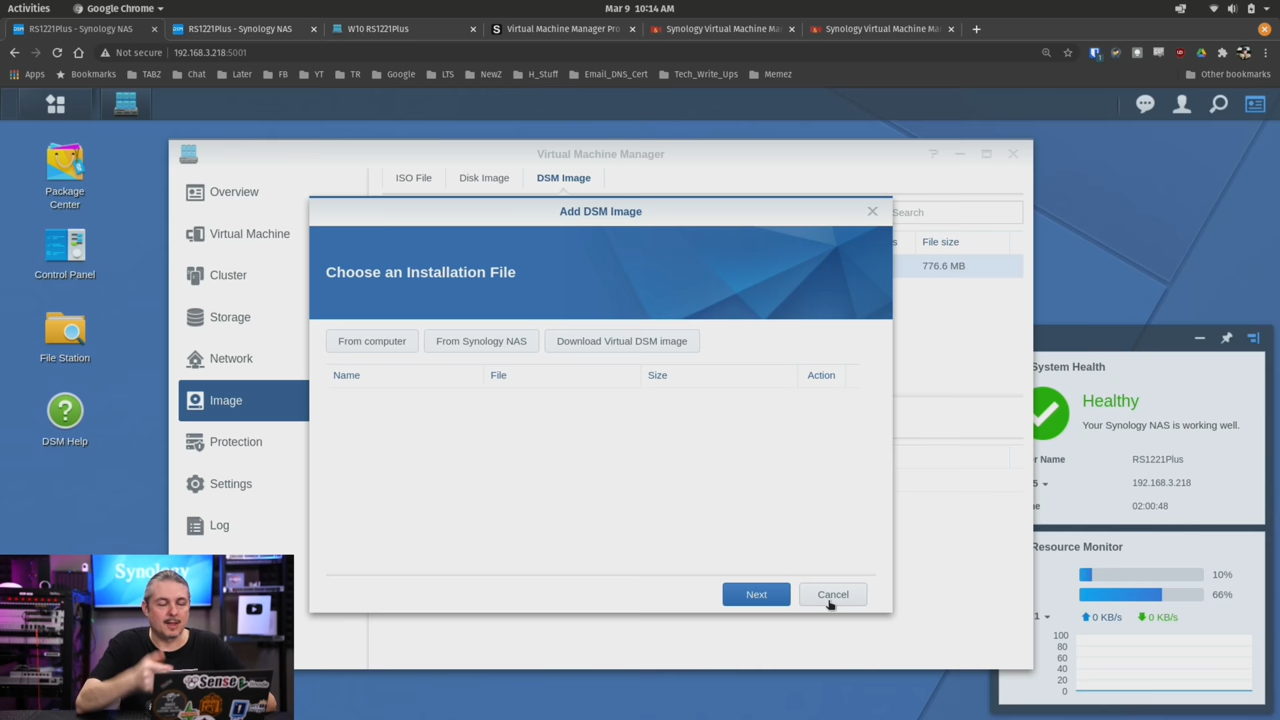 Activities
Google Chrome
Mar 9 10:14 AM
RS1221Plus - Synology NAS
RS1221Plus - Synology NAS
W10 RS1221Plus
Virtual Machine Manager Pro
Synology Virtual Machine Ma
Synology Virtual Machine Ma
Not secure
192.168.3.218:5001
Apps
Bookmarks
TABZ
Chat
Later
FB
YT
TR
Google
LTS
NewZ
H_Stuff
Email_DNS_Cert
Tech_Write_Ups
Memez
Other bookmarks
Package
Center
Control Panel
File Station
DSM Help
Virtual Machine Manager
Overview
Virtual Machine
Cluster
Storage
Network
Image
Protection
Settings
Log
ISO File
Disk Image
DSM Image
Search
s
File size
776.6 MB
Add DSM Image
Choose an Installation File
From computer
From Synology NAS
Download Virtual DSM image
Name
File
Size
Action
Next
Cancel
System Health
Healthy
Your Synology NAS is working well.
r Name
RS1221Plus
5
192.168.3.218
ne
02:00:48
Resource Monitor
10%
66%
1
0 KB/s
0 KB/s
100
80
60
40
20
0
Synology
Sense